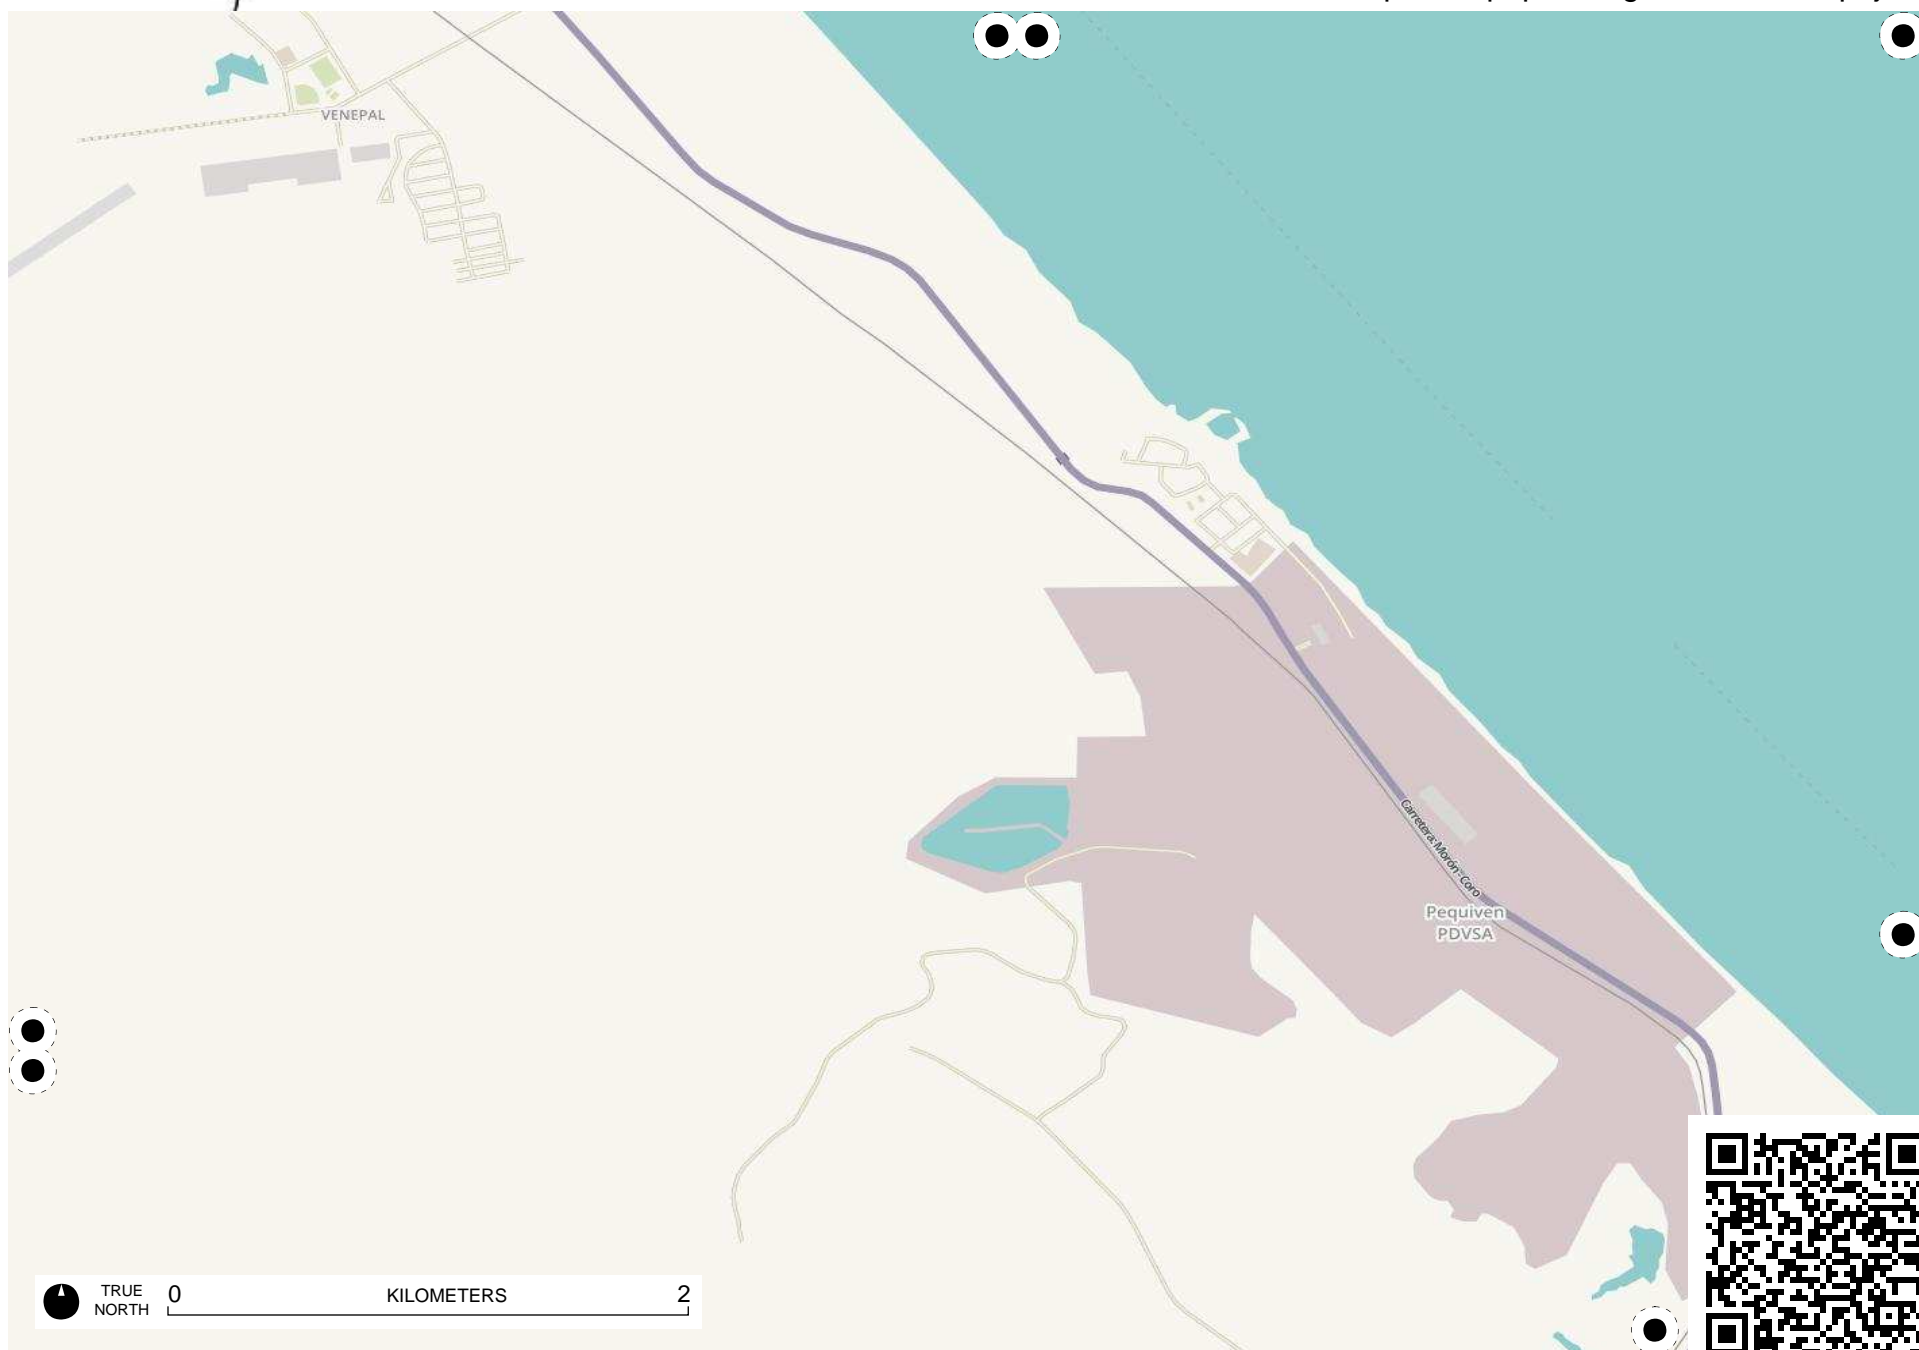 VENEPAL
Carretera: Morón - Coro
Pequiven
PDVSA
TRUE
NORTH
0
KILOMETERS
2